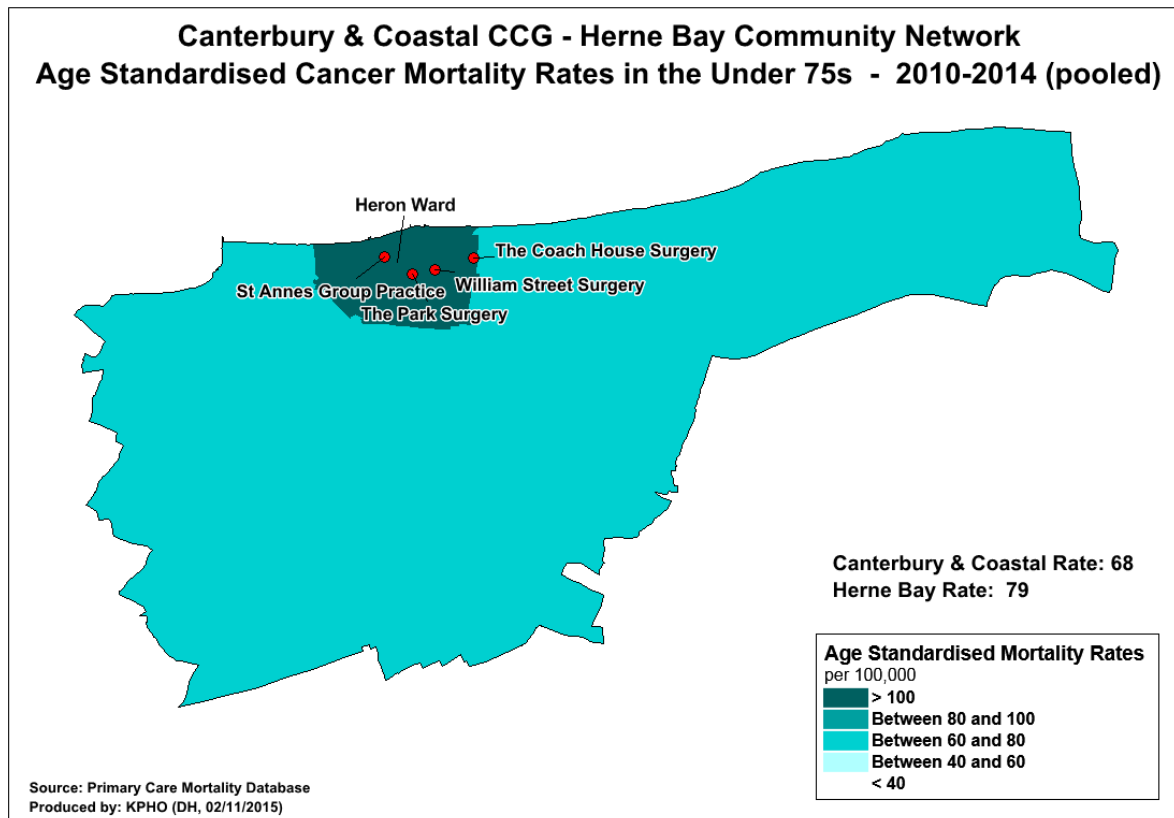 Canterbury & Coastal CCG - Herne Bay Community Network
Age Standardised Cancer Mortality Rates in the Under 75s - 2010-2014 (pooled)
Heron Ward
The Coach House Surgery
St Annes Group Practice
William Street Surgery
The Park Surgery
Canterbury & Coastal Rate: 68
Herne Bay Rate: 79
Age Standardised Mortality Rates
per 100,000
> 100
Between 80 and 100
Between 60 and 80
Between 40 and 60
< 40
Source: Primary Care Mortality Database
Produced by: KPHO (DH, 02/11/2015)